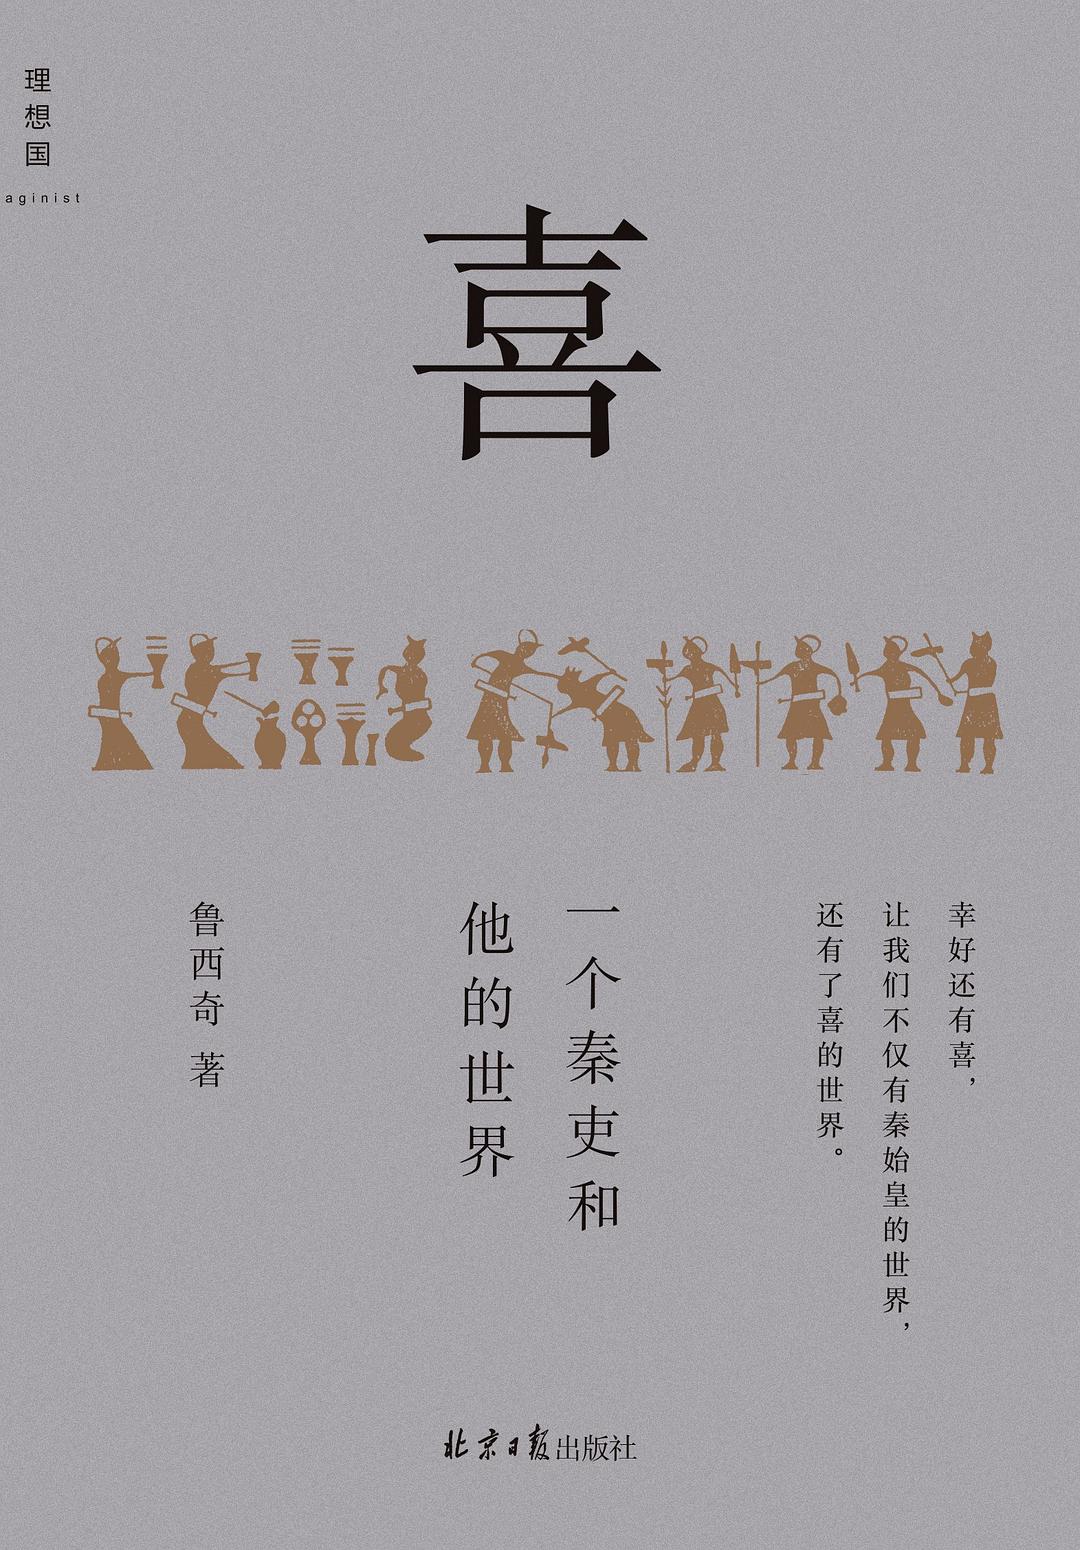 理想国
aginist
喜
幸好还有喜，
让我们不仅有秦始皇的世界，
还有了喜的世界。
一个秦吏和
他的世界
鲁西奇 著
北京日报出版社